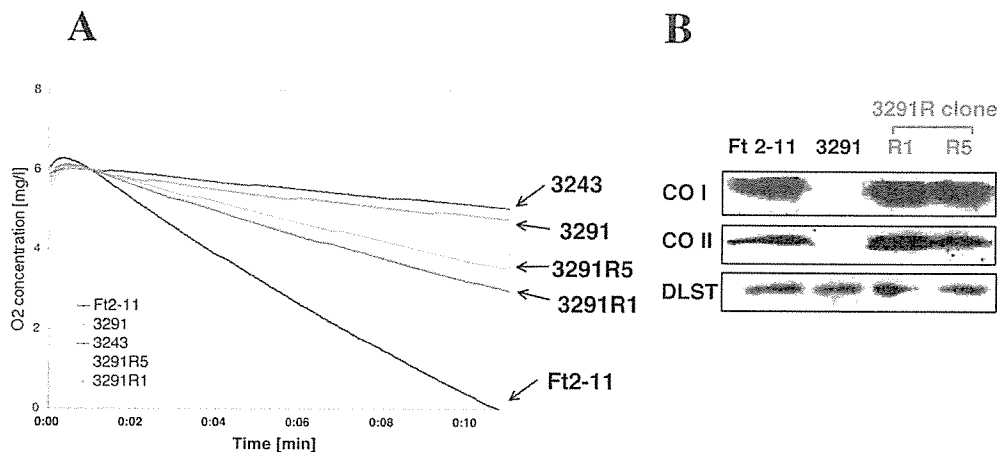 A
B
8
6
4
2
0
O2 concentration [mg/l]
0:00
0:02
0:04
0:06
0:08
0:10
Time [min]
Ft2-11
3291
3243
3291R5
3291R1
3243
3291
3291R5
3291R1
Ft2-11
3291R clone
Ft 2-11 3291 R1 R5
CO I
CO II
DLST